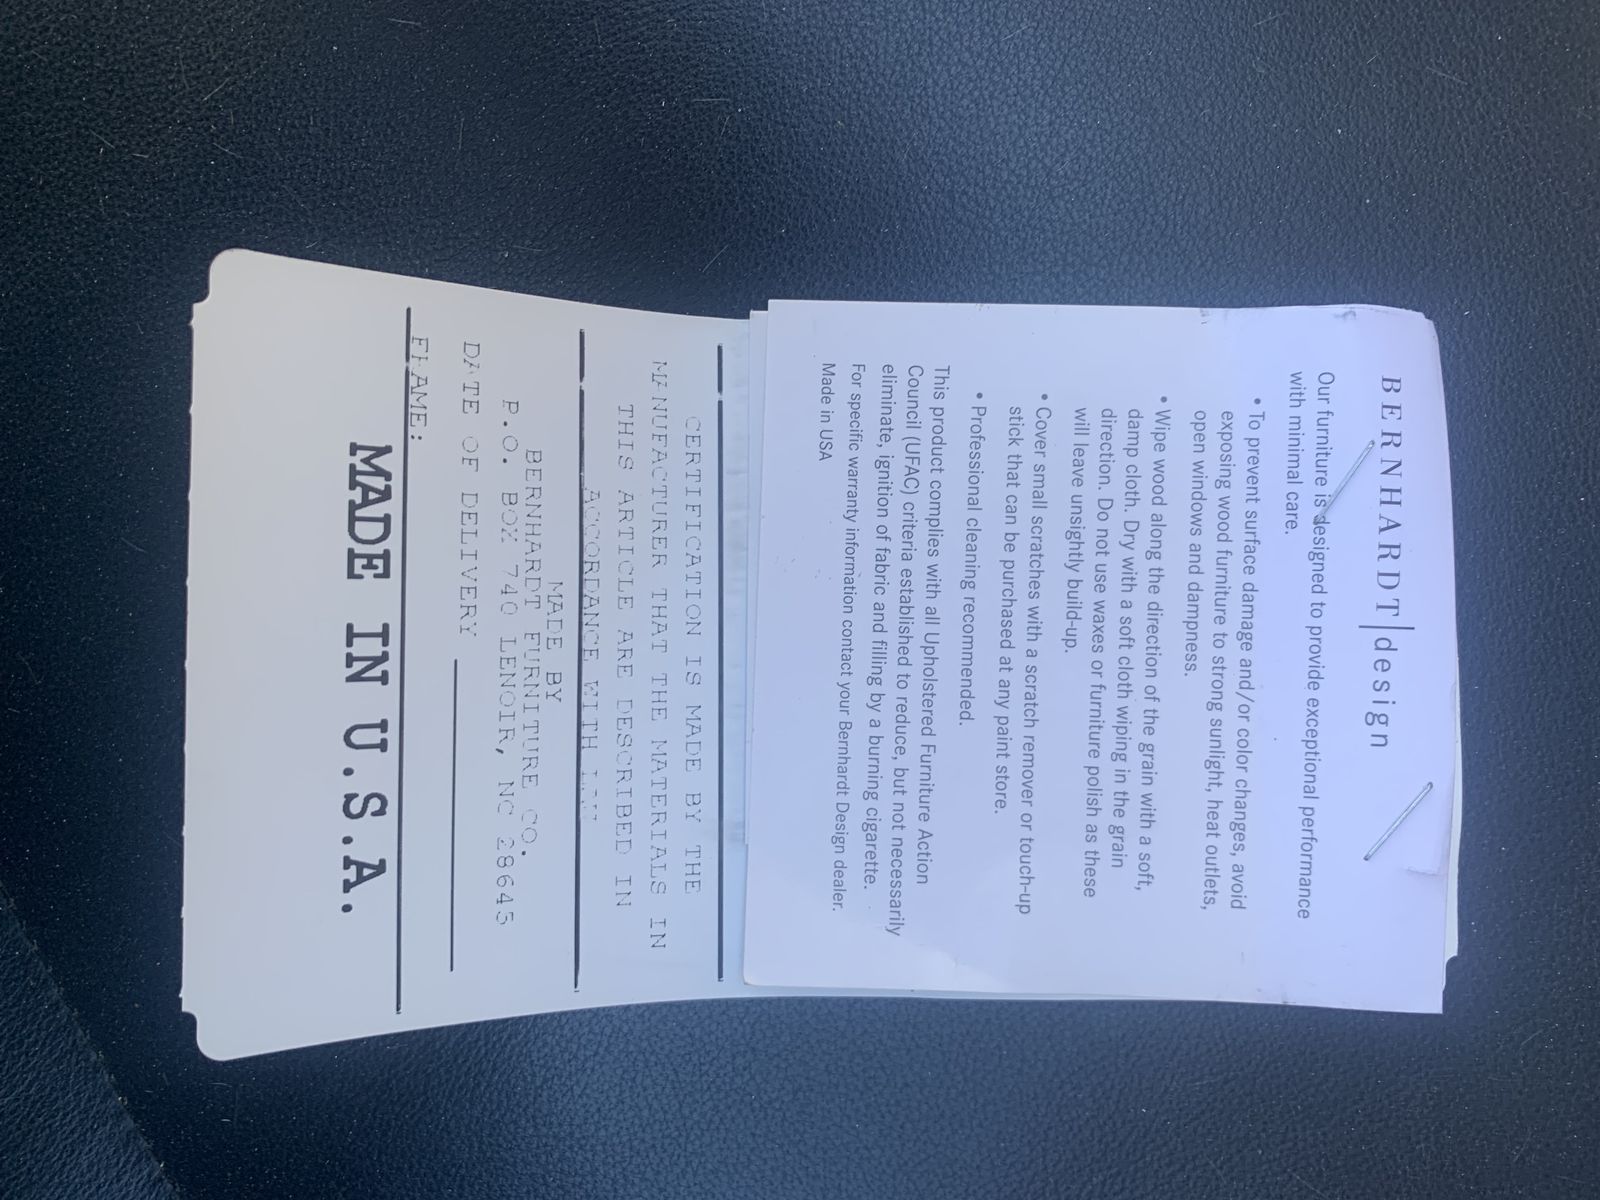 BERNHARDT|design
Our furniture is designed to provide exceptional performance
with minimal care.
• To prevent surface damage and/or color changes, avoid
exposing wood furniture to strong sunlight, heat outlets,
open windows and dampness.
• Wipe wood along the direction of the grain with a soft,
damp cloth. Dry with a soft cloth wiping in the grain
direction. Do not use waxes or furniture polish as these
will leave unsightly build-up.
• Cover small scratches with a scratch remover or touch-up
stick that can be purchased at any paint store.
• Professional cleaning recommended.
This product complies with all Upholstered Furniture Action
Council (UFAC) criteria established to reduce, but not necessarily
eliminate, ignition of fabric and filling by a burning cigarette.
For specific warranty information contact your Bernhardt Design dealer.
Made in USA
CERTIFICATION IS MADE BY THE
MANUFACTURER THAT THE MATERIALS IN
THIS ARTICLE ARE DESCRIBED IN
ACCORDANCE WITH LAW
MADE BY
BERNHARDT FURNITURE CO.
P.O. BOX 740 LENOIR, NC 28645
DATE OF DELIVERY
FRAME:
MADE IN U.S.A.